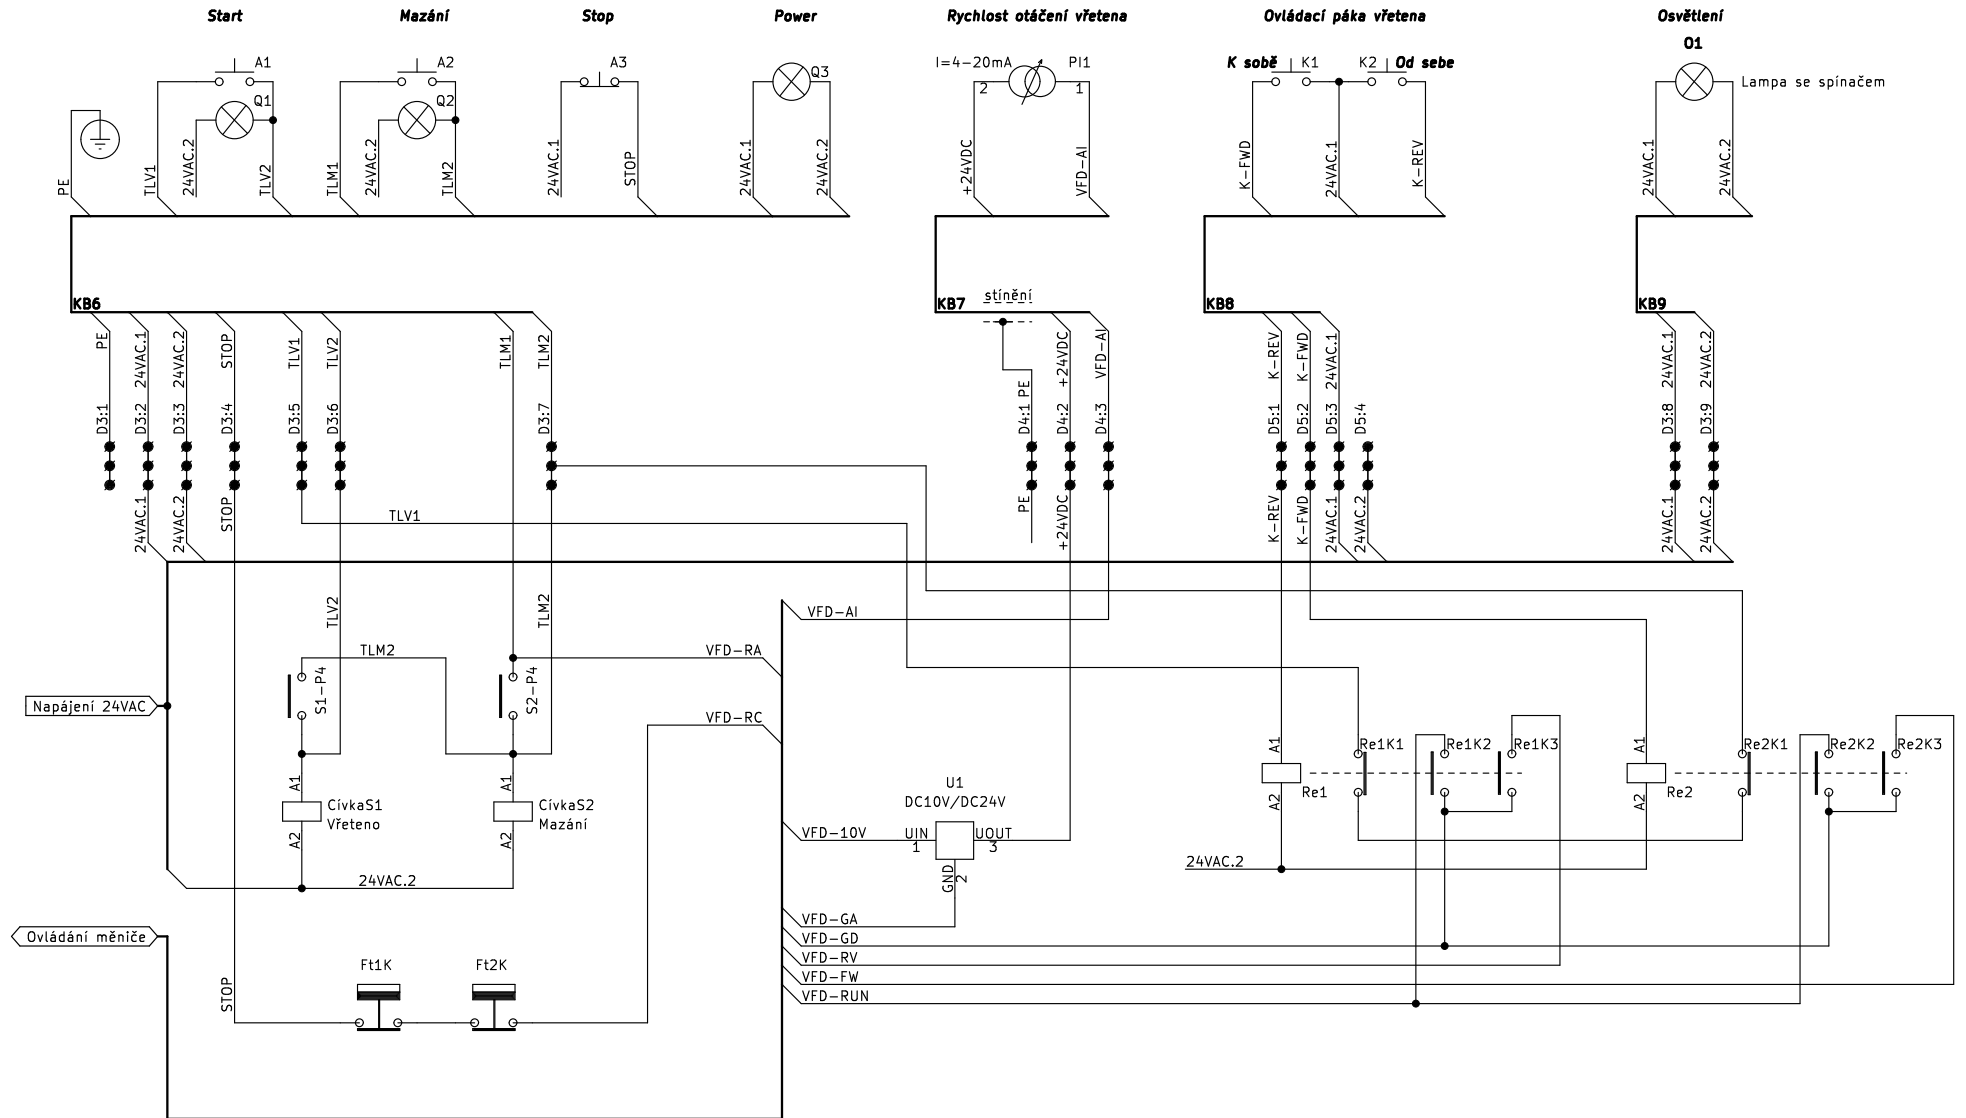 Start
Mazání
Stop
Power
Rychlost otáčení vřetena
Ovládací páka vřetena
Osvětlení
O1
A1
A2
A3
Q3
I=4-20mA
PI1
2
1
K sobě
K1
K2
Od sebe
Lampa se spínačem
Q1
Q2
PE
TLV1
24VAC.2
TLV2
TLM1
24VAC.2
TLM2
24VAC.1
STOP
24VAC.1
24VAC.2
+24VDC
VFD-AI
K-FWD
24VAC.1
K-REV
24VAC.1
24VAC.2
KB6
KB7
stínění
KB8
KB9
PE
24VAC.1
24VAC.2
STOP
TLV1
TLV2
TLM1
TLM2
PE
+24VDC
VFD-AI
K-REV
K-FWD
24VAC.1
24VAC.1
24VAC.2
D3:1
D3:2
D3:3
D3:4
D3:5
D3:6
D3:7
D4:1
D4:2
D4:3
D5:1
D5:2
D5:3
D5:4
D3:8
D3:9
24VAC.1
24VAC.2
STOP
TLV1
PE
+24VDC
K-REV
K-FWD
24VAC.1
24VAC.2
24VAC.1
24VAC.2
TLV2
TLM2
VFD-AI
TLM2
VFD-RA
S1-P4
S2-P4
Napájení 24VAC
VFD-RC
A1
Re1K1
Re1K2
Re1K3
A1
Re2K1
Re2K2
Re2K3
A1
A1
U1
DC10V/DC24V
A2
Re1
A2
Re2
CívkaS1
Vřeteno
CívkaS2
Mazání
A2
A2
VFD-10V
UIN
1
UOUT
3
GND
2
24VAC.2
24VAC.2
VFD-GA
VFD-GD
VFD-RV
VFD-FW
VFD-RUN
Ovládání měniče
Ft1K
Ft2K
STOP